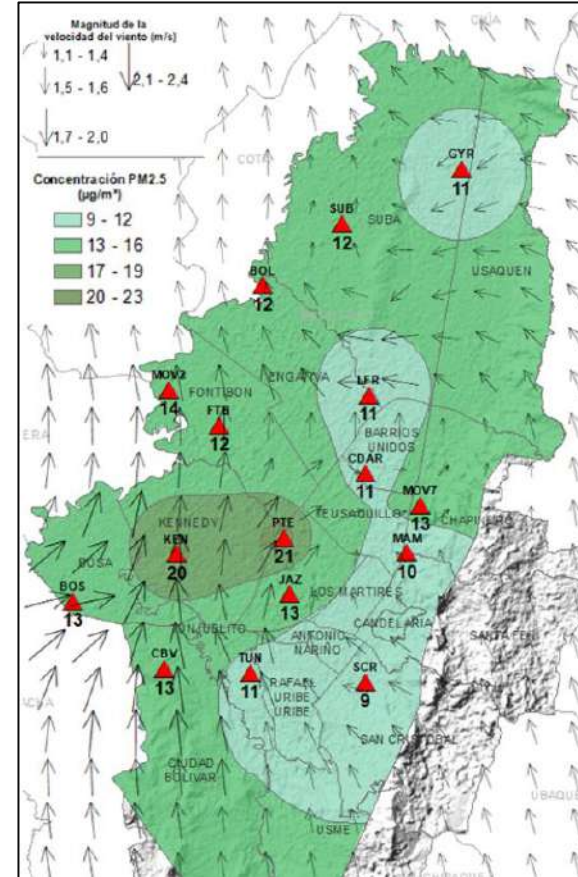 Magnitud de la
velocidad del viento (m/s)
1,1 - 1,4
2,1 - 2,4
1,5 - 1,6
1,7 - 2,0
Concentración PM2.5
(µg/m³)
9 - 12
13 - 16
17 - 19
20 - 23
CHÍA
COTA
GYR
11
SUB
SUBA
12
USAQUEN
BOL
12
MOV2
14
FONTIBON
ENGATIVA
FTB
12
LFR
11
BARRIOS
UNIDOS
CDAR
11
MOV7
13
CHAPINERO
TEUSAQUILLO
KENNEDY
KEN
20
PTE
21
MAM
10
BOSA
BOS
13
JAZ
13
LOS MARTIRES
CANDELARIA
SANTA FE
ANTONIO
NARIÑO
CBV
13
TUN
11
RAFAEL
URIBE
URIBE
SCR
9
SAN CRISTOBAL
CIUDAD
BOLIVAR
USME
UBAQUE